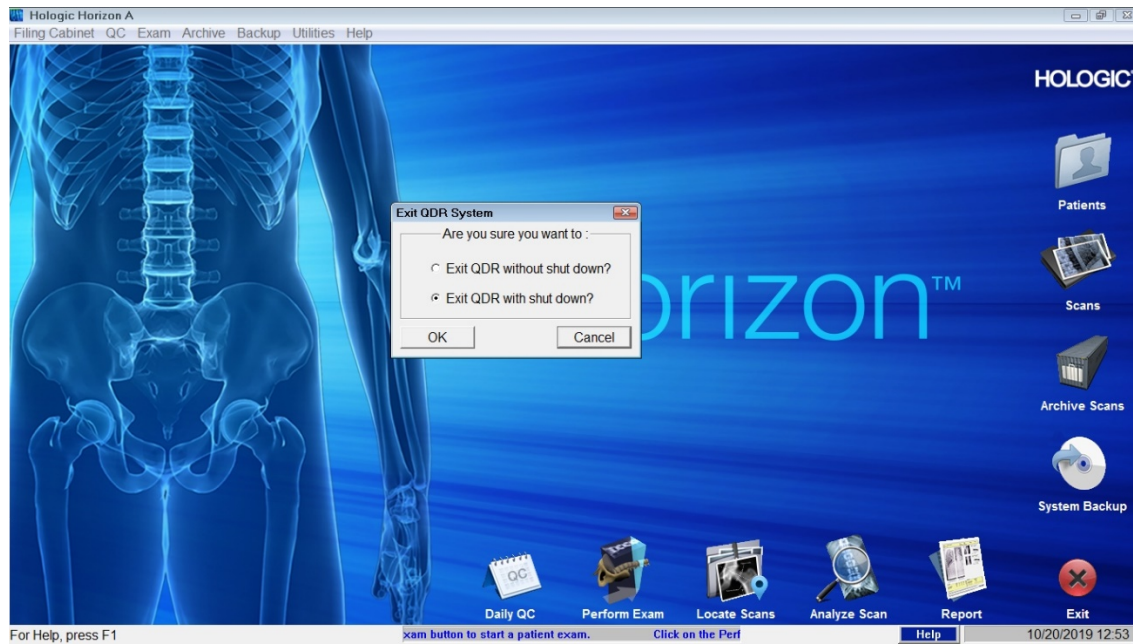 Hologic Horizon A
Filing Cabinet QC Exam Archive Backup Utilities Help
HOLOGIC
Patients
Exit QDR System
Are you sure you want to :
Exit QDR without shut down?
Exit QDR with shut down?
OK Cancel
orizon™
Scans
Archive Scans
System Backup
QC
Daily QC Perform Exam Locate Scans Analyze Scan Report Exit
For Help, press F1 xam button to start a patient exam. Click on the Perf Help 10/20/2019 12:53